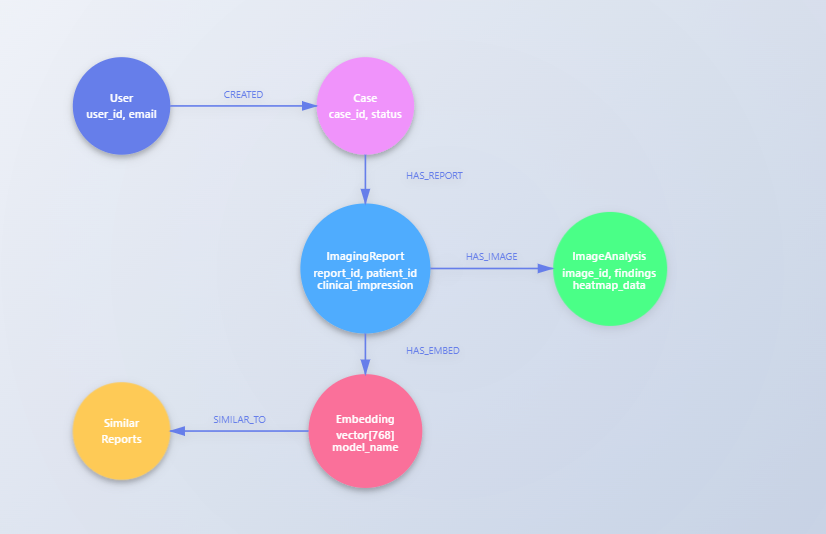 User
user_id, email
CREATED
Case
case_id, status
HAS_REPORT
ImagingReport
report_id, patient_id
clinical_impression
HAS_IMAGE
ImageAnalysis
image_id, findings
heatmap_data
HAS_EMBED
Similar
Reports
SIMILAR_TO
Embedding
vector[768]
model_name